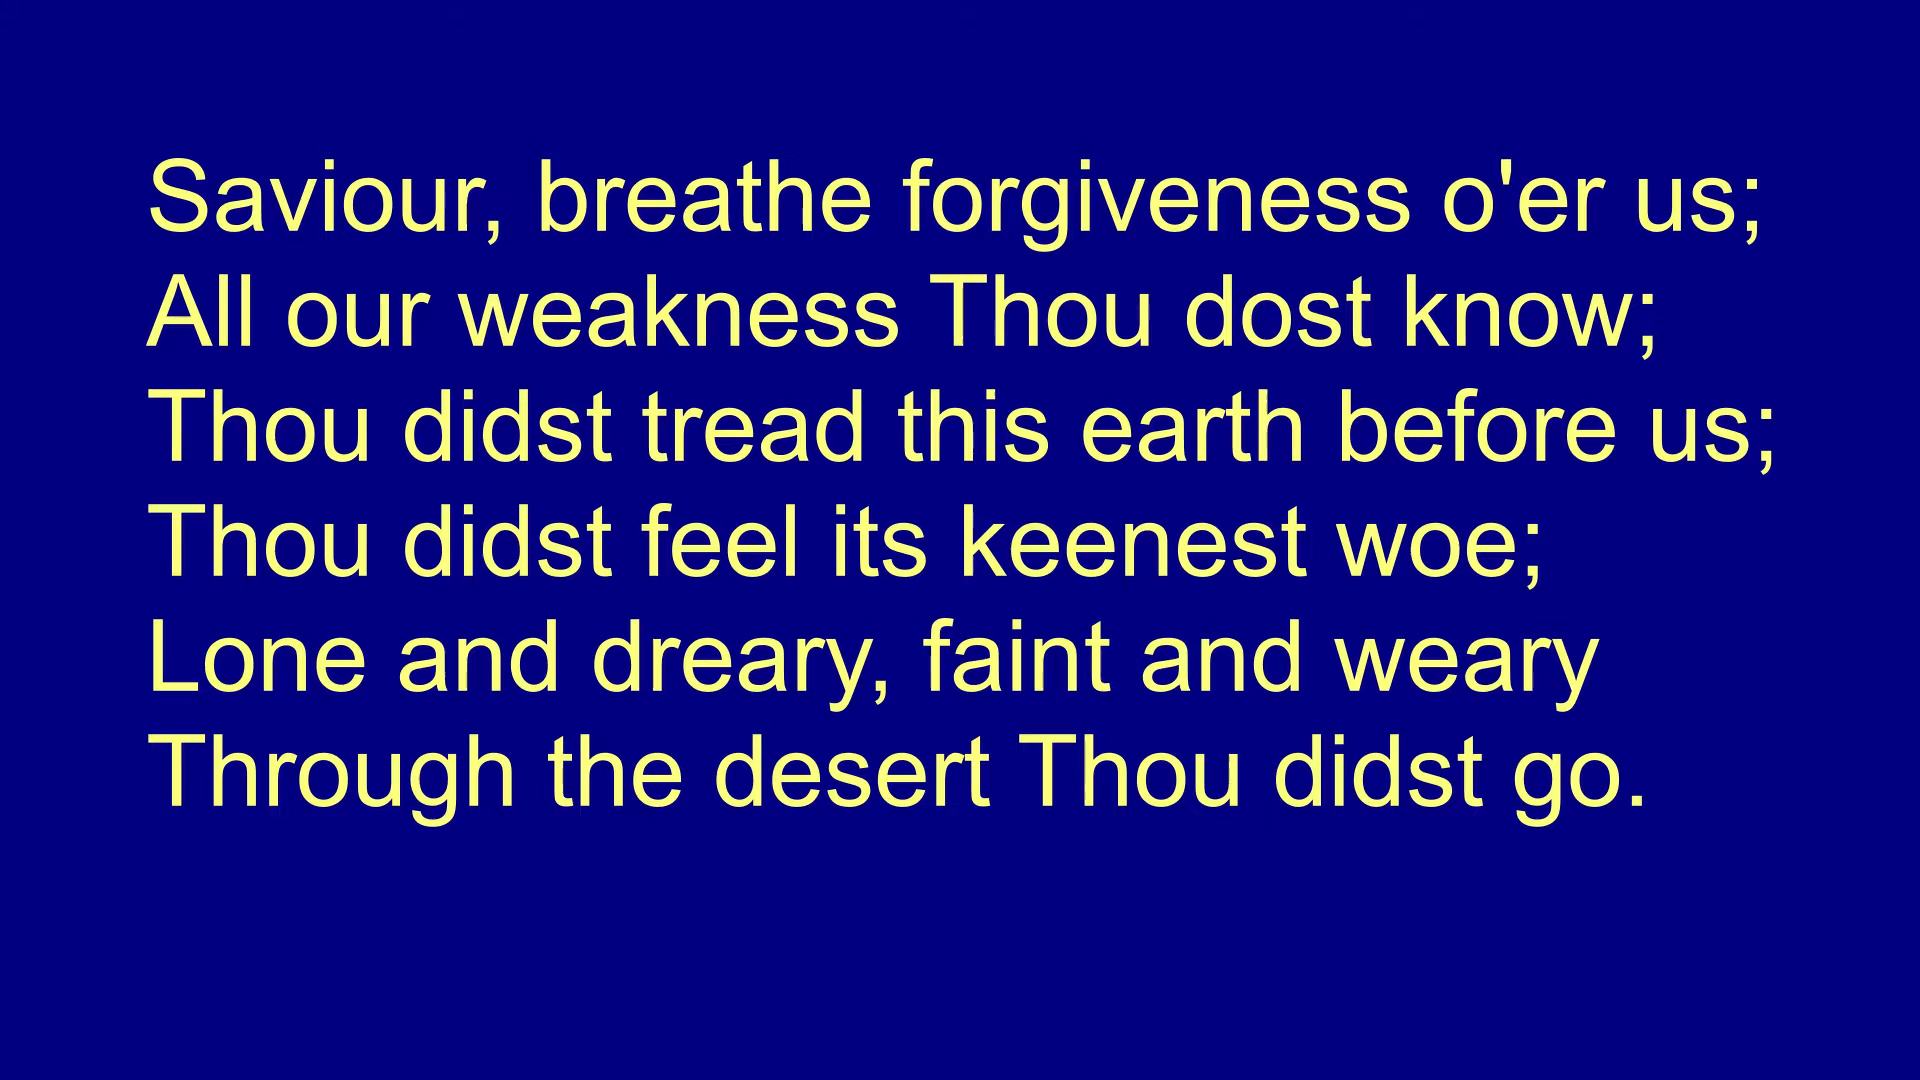 Saviour, breathe forgiveness o'er us;
All our weakness Thou dost know;
Thou didst tread this earth before us;
Thou didst feel its keenest woe;
Lone and dreary, faint and weary
Through the desert Thou didst go.